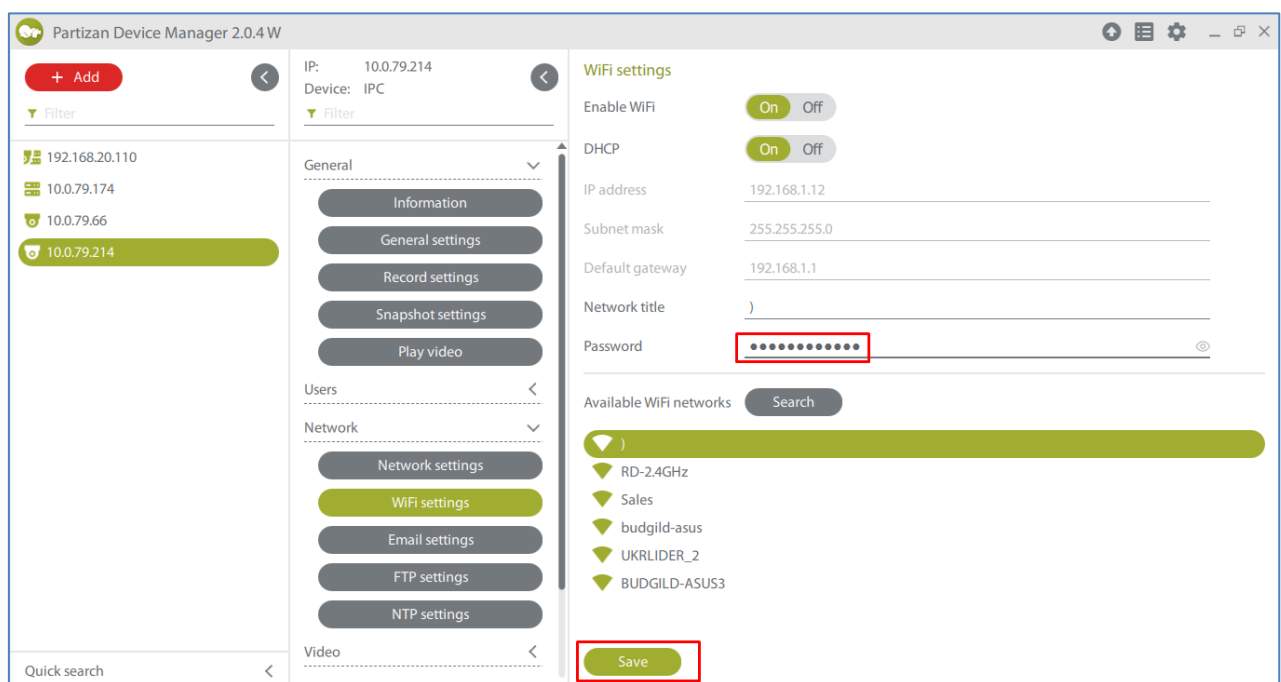 Partizan Device Manager 2.0.4 W
+ Add
Filter
192.168.20.110
10.0.79.174
10.0.79.66
10.0.79.214
Quick search
IP: 10.0.79.214
Device: IPC
Filter
General
Information
General settings
Record settings
Snapshot settings
Play video
Users
Network
Network settings
WiFi settings
Email settings
FTP settings
NTP settings
Video
WiFi settings
Enable WiFi On Off
DHCP On Off
IP address 192.168.1.12
Subnet mask 255.255.255.0
Default gateway 192.168.1.1
Network title )
Password ●●●●●●●●●●●●
Available WiFi networks Search
)
RD-2.4GHz
Sales
budgild-asus
UKRLIDER_2
BUDGILD-ASUS3
Save